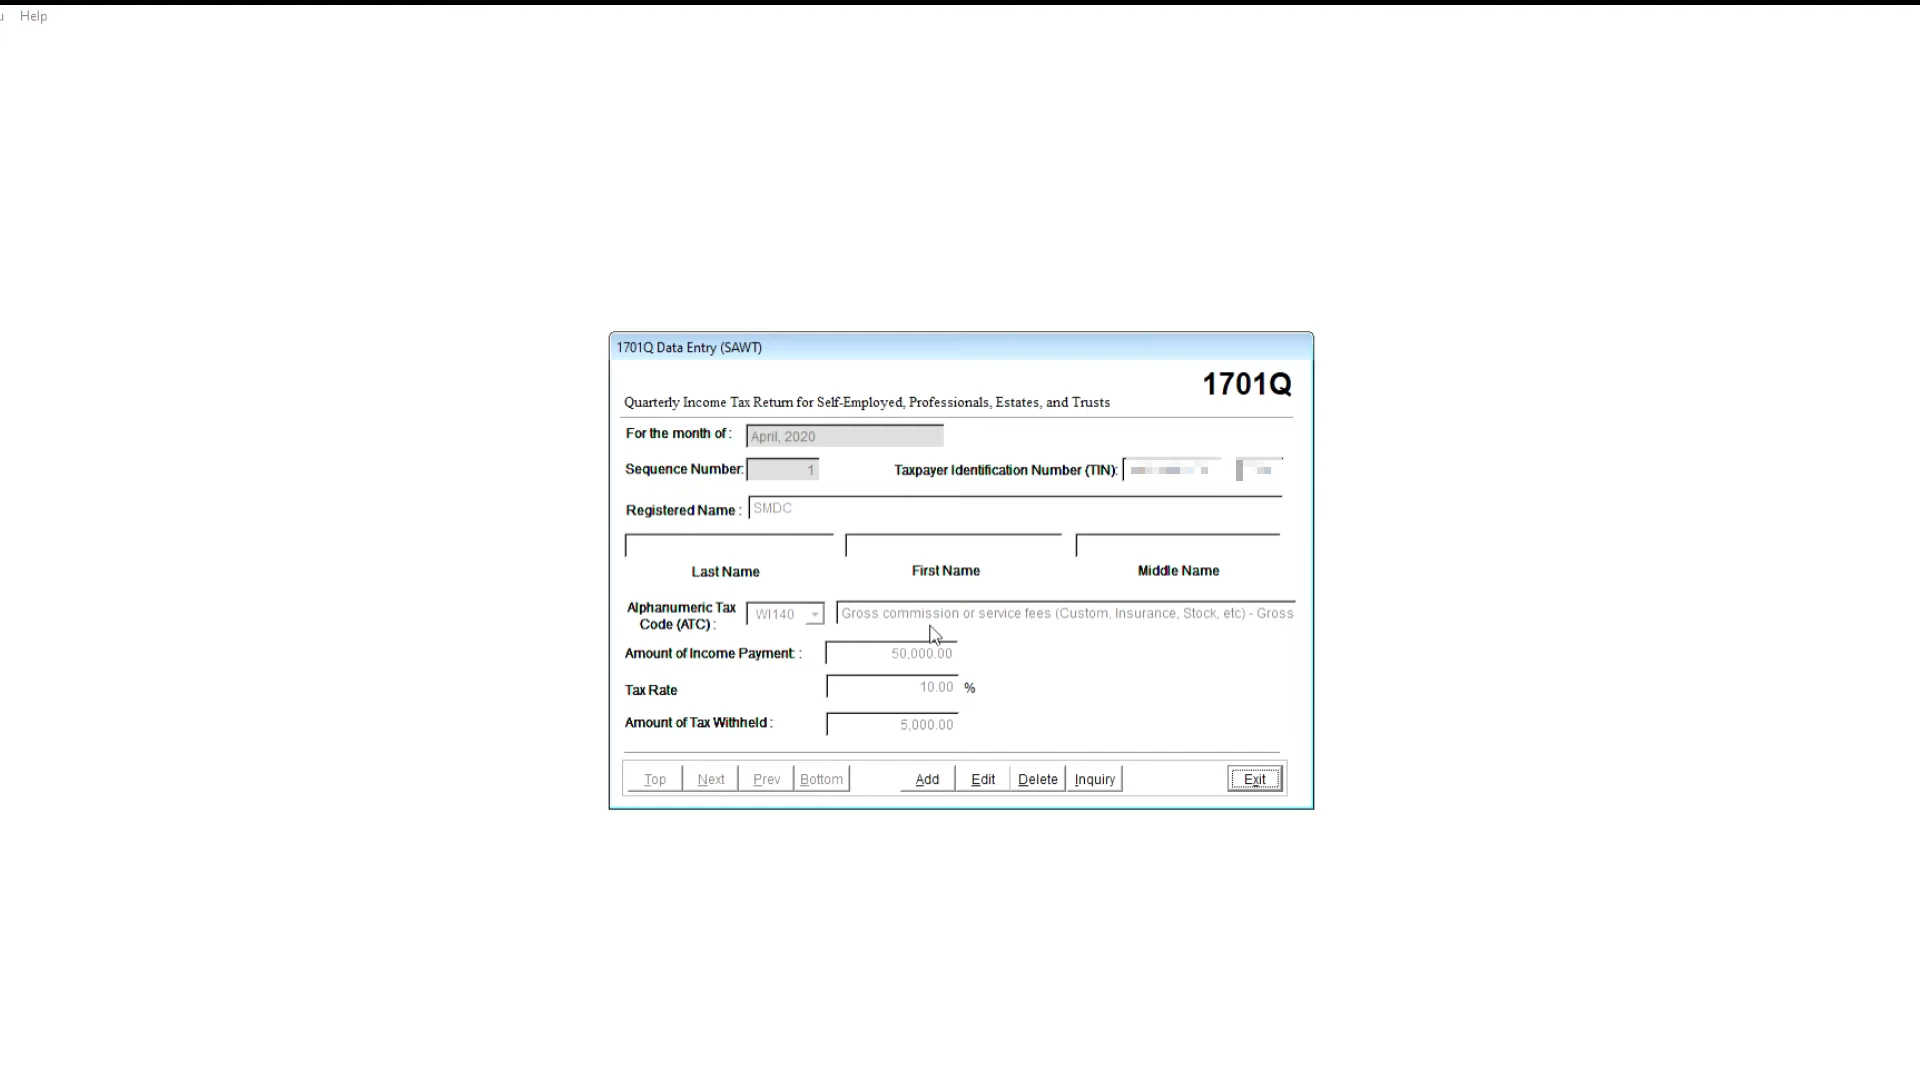 Help
1701Q Data Entry (SAWT)
1701Q
Quarterly Income Tax Return for Self-Employed, Professionals, Estates, and Trusts
For the month of : April, 2020
Sequence Number: 1 Taxpayer Identification Number (TIN):
Registered Name : SMDC
Last Name First Name Middle Name
Alphanumeric Tax Code (ATC) : WI140 Gross commission or service fees (Custom, Insurance, Stock, etc) - Gross
Amount of Income Payment : 50,000.00
Tax Rate 10.00 %
Amount of Tax Withheld : 5,000.00
Top Next Prev Bottom Add Edit Delete Inquiry Exit